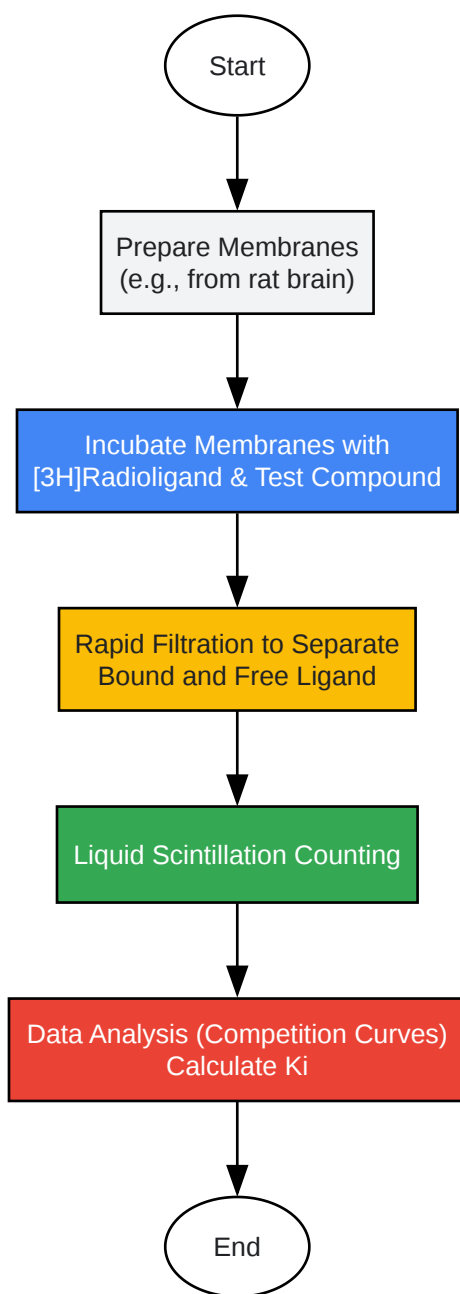 Start
Prepare Membranes
(e.g., from rat brain)
Incubate Membranes with
[3H]Radioligand & Test Compound
Rapid Filtration to Separate
Bound and Free Ligand
Liquid Scintillation Counting
Data Analysis (Competition Curves)
Calculate Ki
End